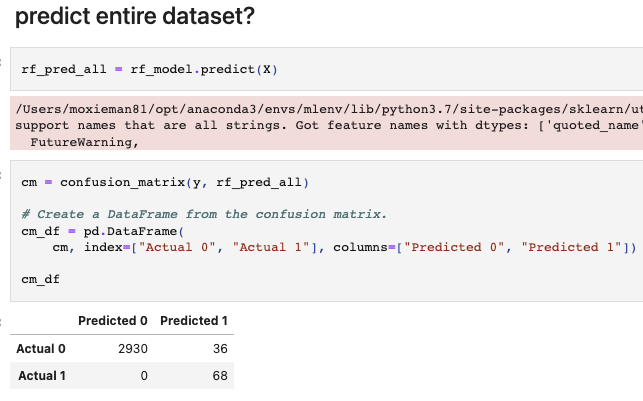 predict entire dataset?
rf_pred_all = rf_model.predict(X)
/Users/moxieman81/opt/anaconda3/envs/mlenv/lib/python3.7/site-packages/sklearn/ut
support names that are all strings. Got feature names with dtypes: ['quoted_name'
FutureWarning,
cm = confusion_matrix(y, rf_pred_all)
# Create a DataFrame from the confusion matrix.
cm_df = pd.DataFrame(
cm, index=["Actual 0", "Actual 1"], columns=["Predicted 0", "Predicted 1"])
cm_df
Predicted 0 Predicted 1
Actual 0 2930 36
Actual 1 0 68